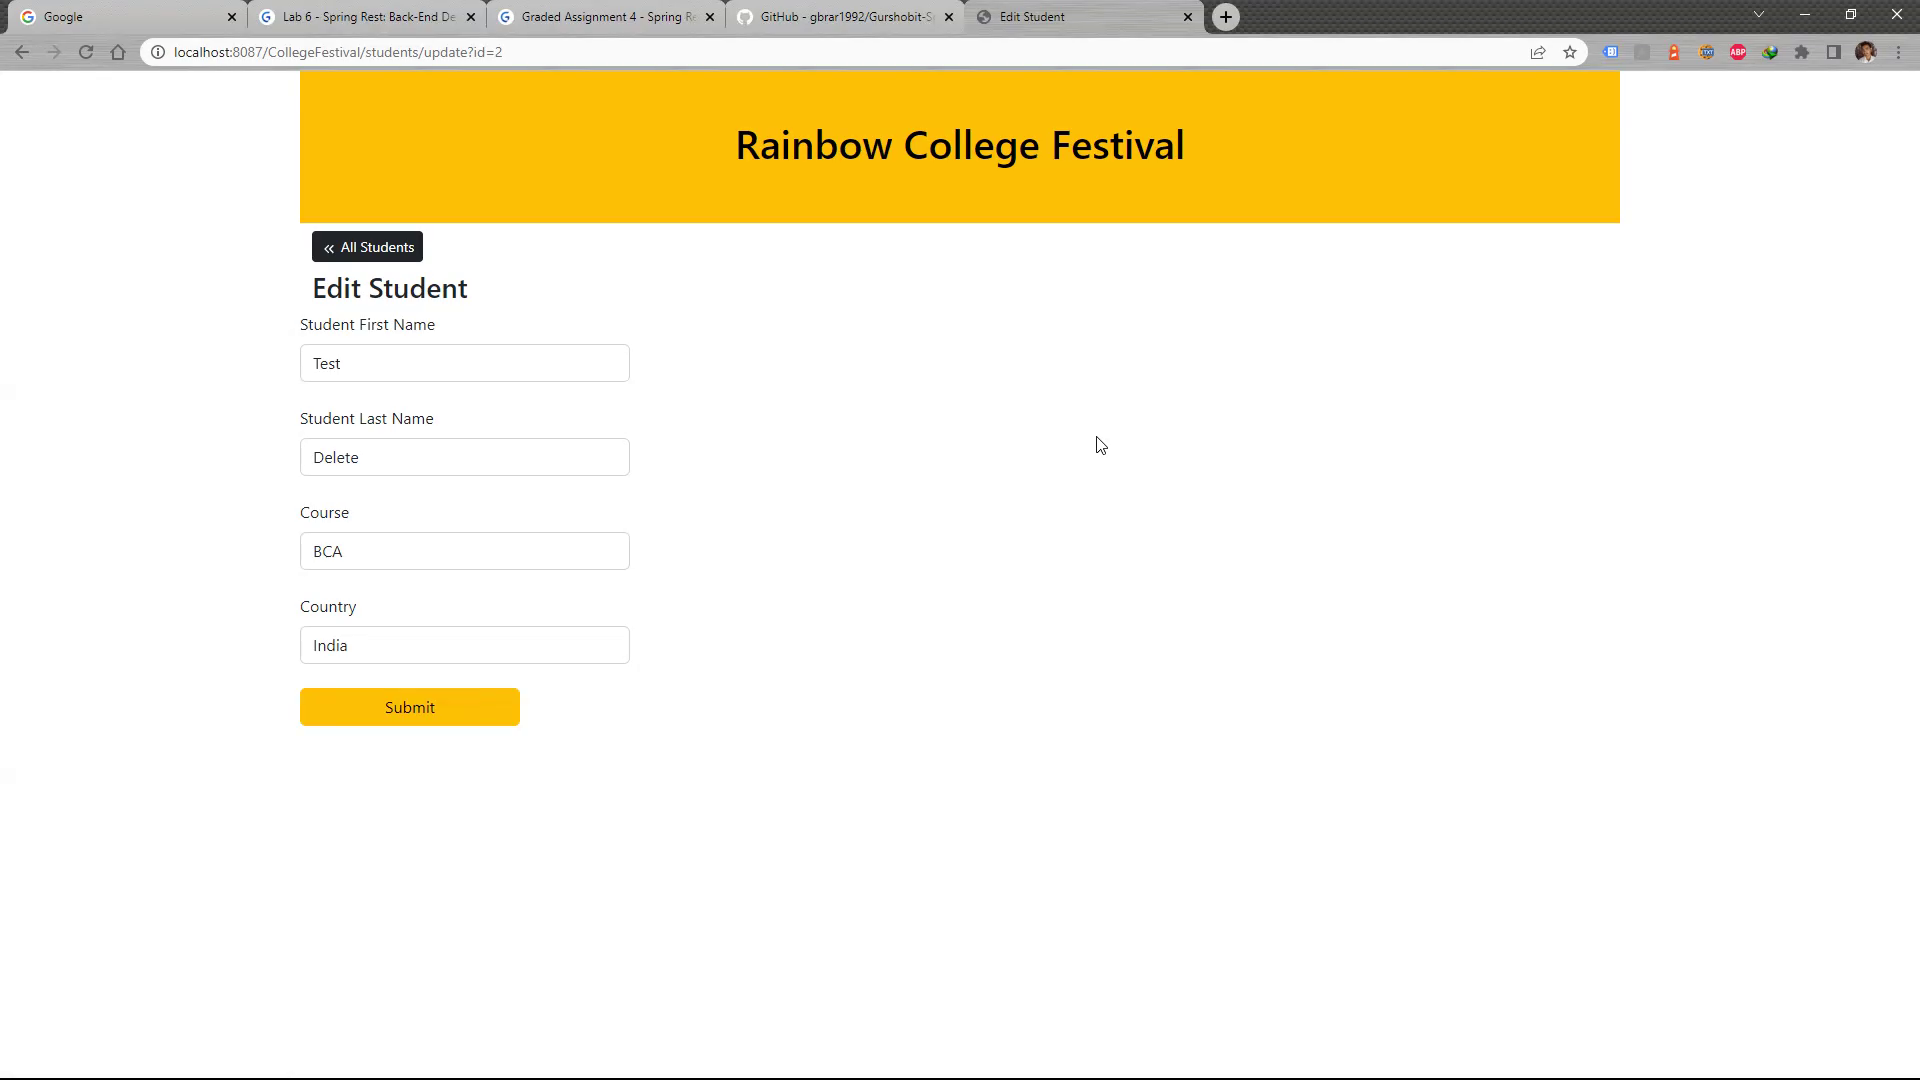 Google
Lab 6 - Spring Rest: Back-End De
Graded Assignment 4 - Spring Re
GitHub - gbrar1992/Gurshobit-S
Edit Student
localhost:8087/CollegeFestival/students/update?id=2
ABP
Rainbow College Festival
« All Students
Edit Student
Student First Name
Test
Student Last Name
Delete
Course
BCA
Country
India
Submit